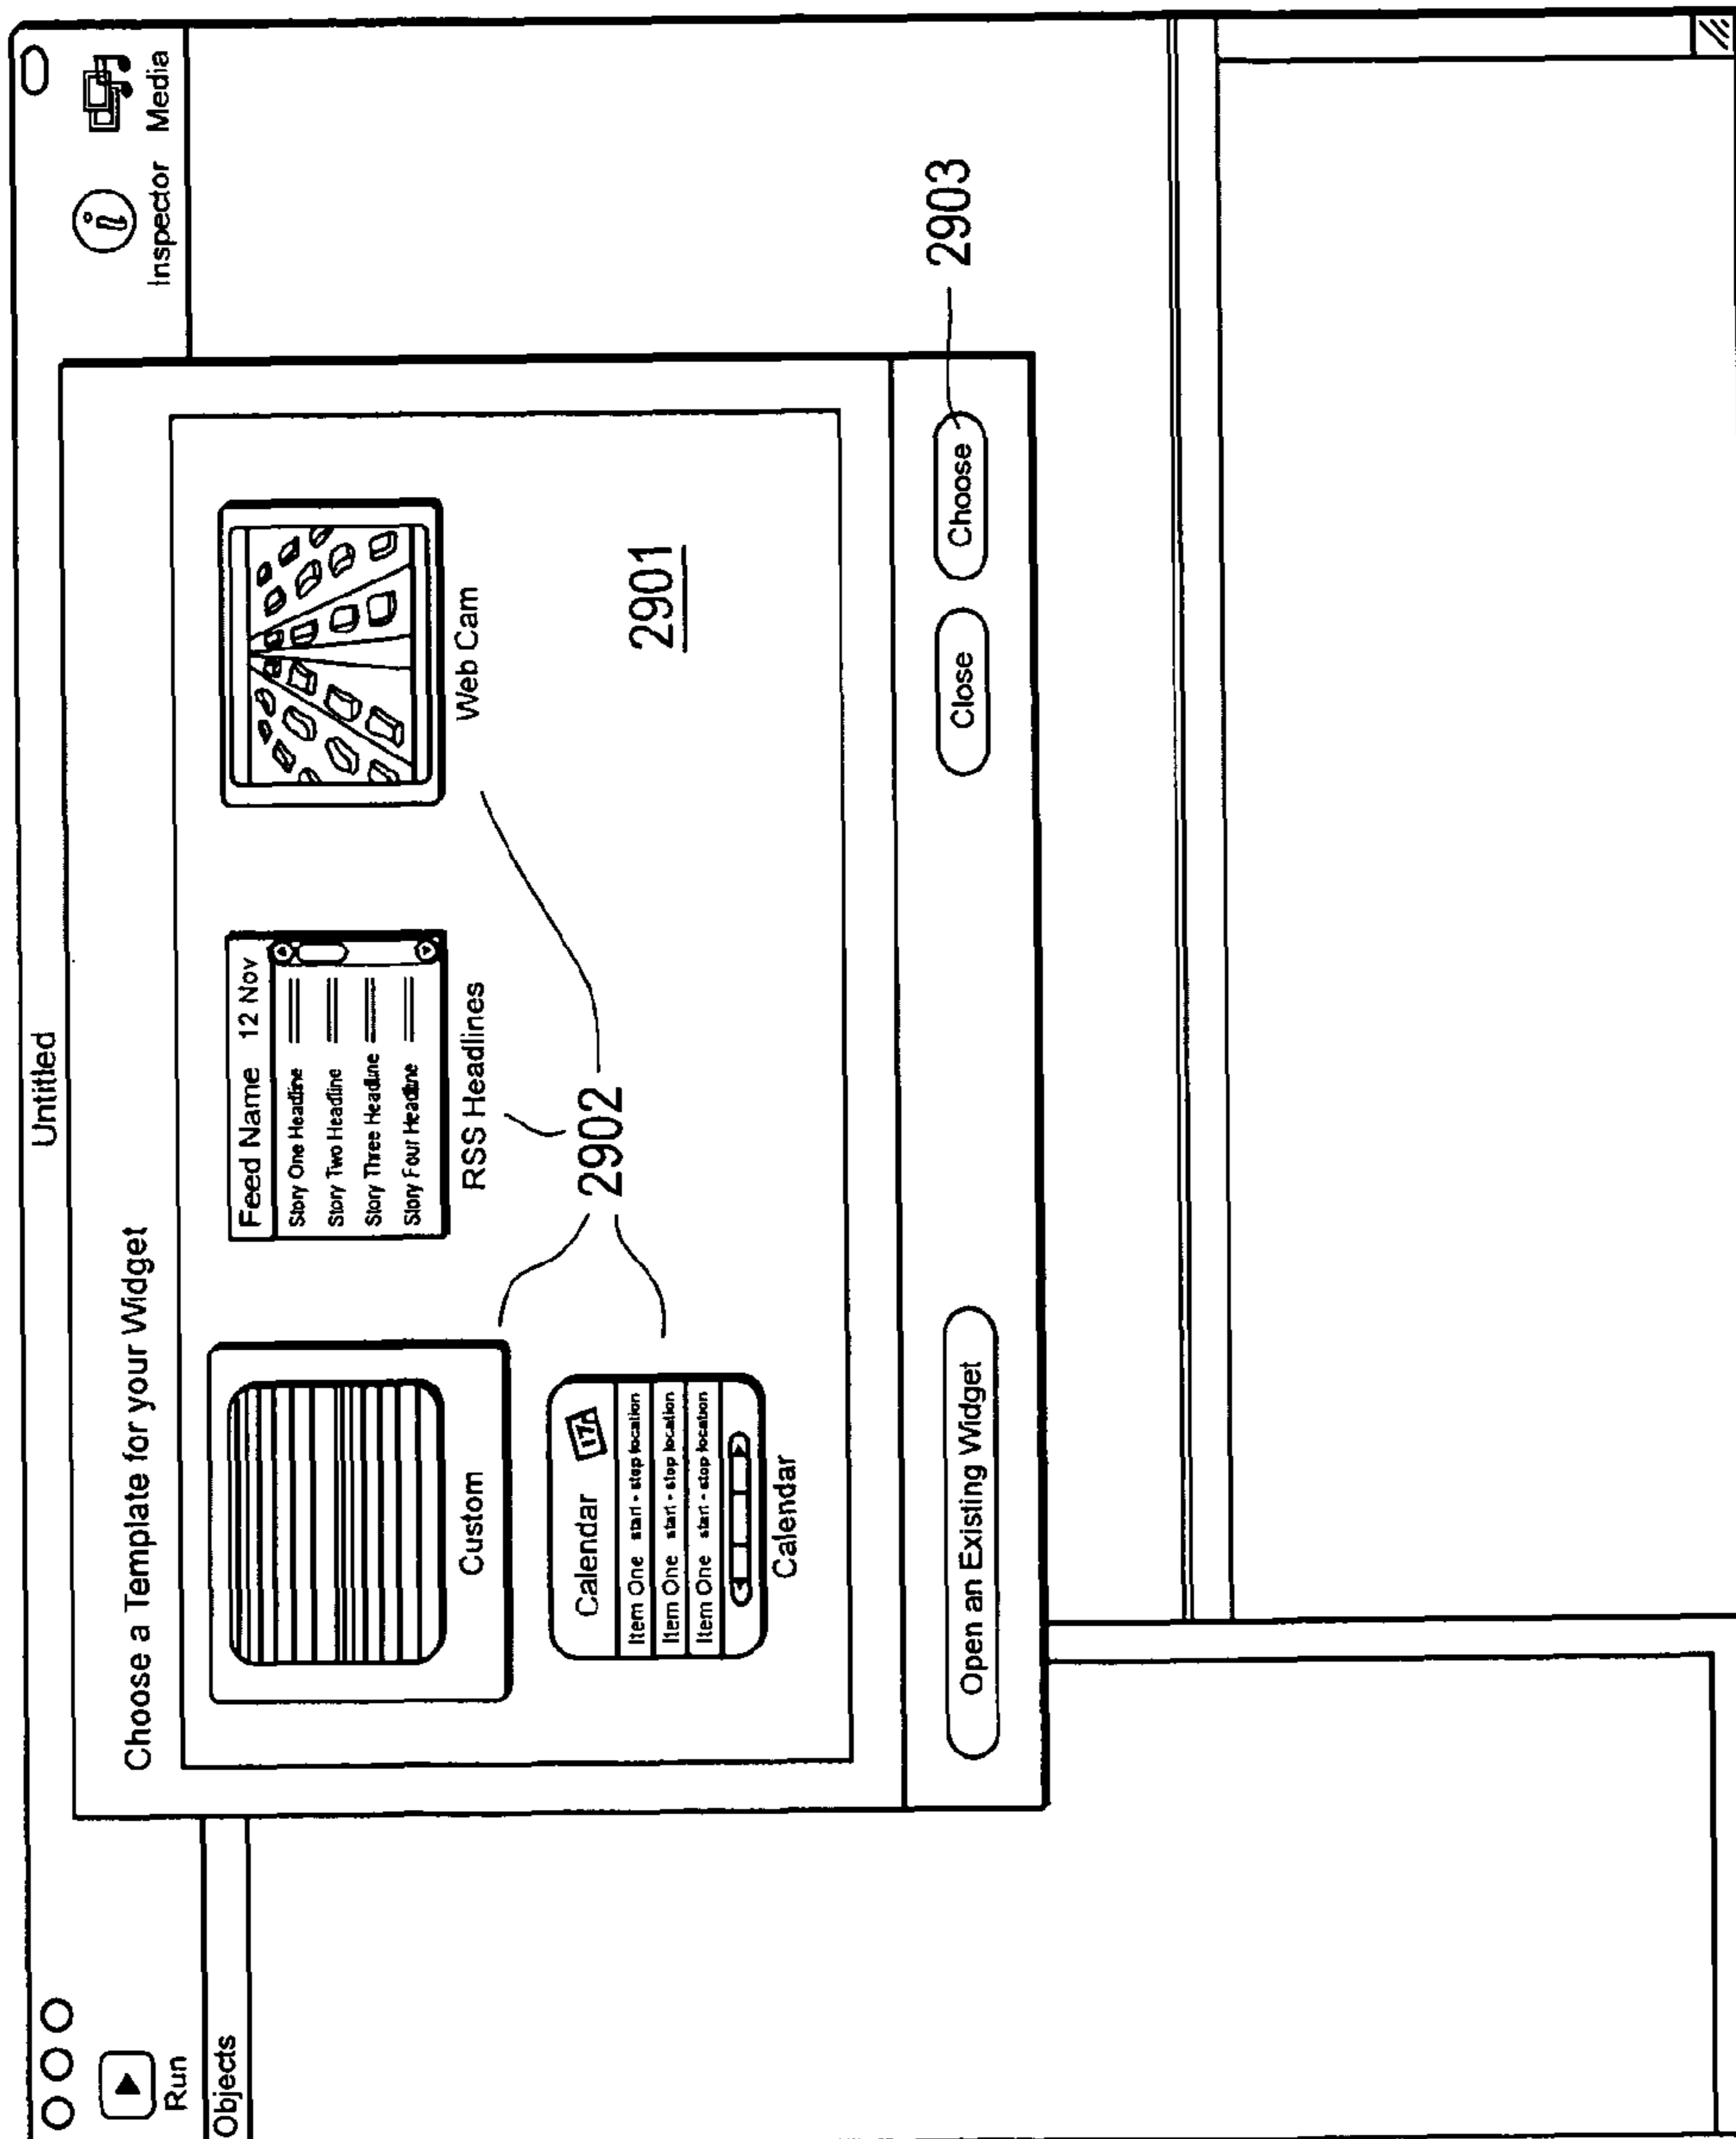 Untitled
Run
Inspector Media
Objects
Choose a Template for your Widget
Custom
Feed Name 12 Nov
Story One Headline
Story Two Headline
Story Three Headline
Story Four Headline
RSS Headlines
Web Cam
2902
2901
Calendar 17
Item One start - stop location
Item One start - stop location
Item One start - stop location
Calendar
Open an Existing Widget
Close
Choose
2903